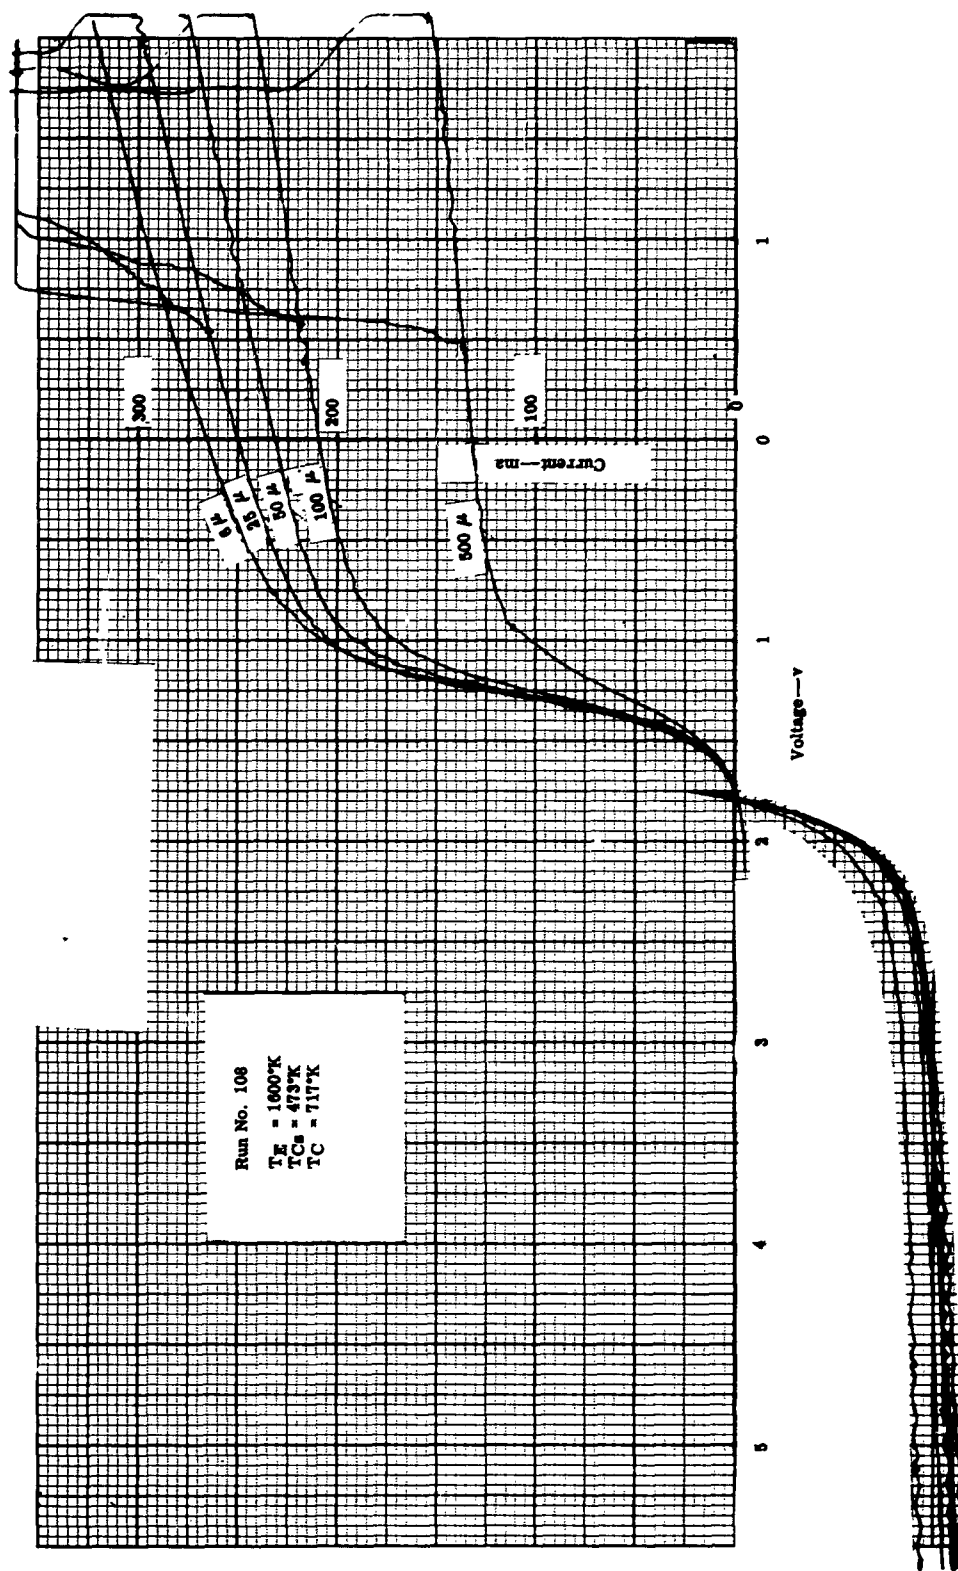 Run No. 108
TE = 1600°K
TCs = 473°K
TC = 717°K
5 4 3 2 1 0 1
Voltage—v
Current—ma
0
100
200
300
25 μ
50 μ
100 μ
500 μ